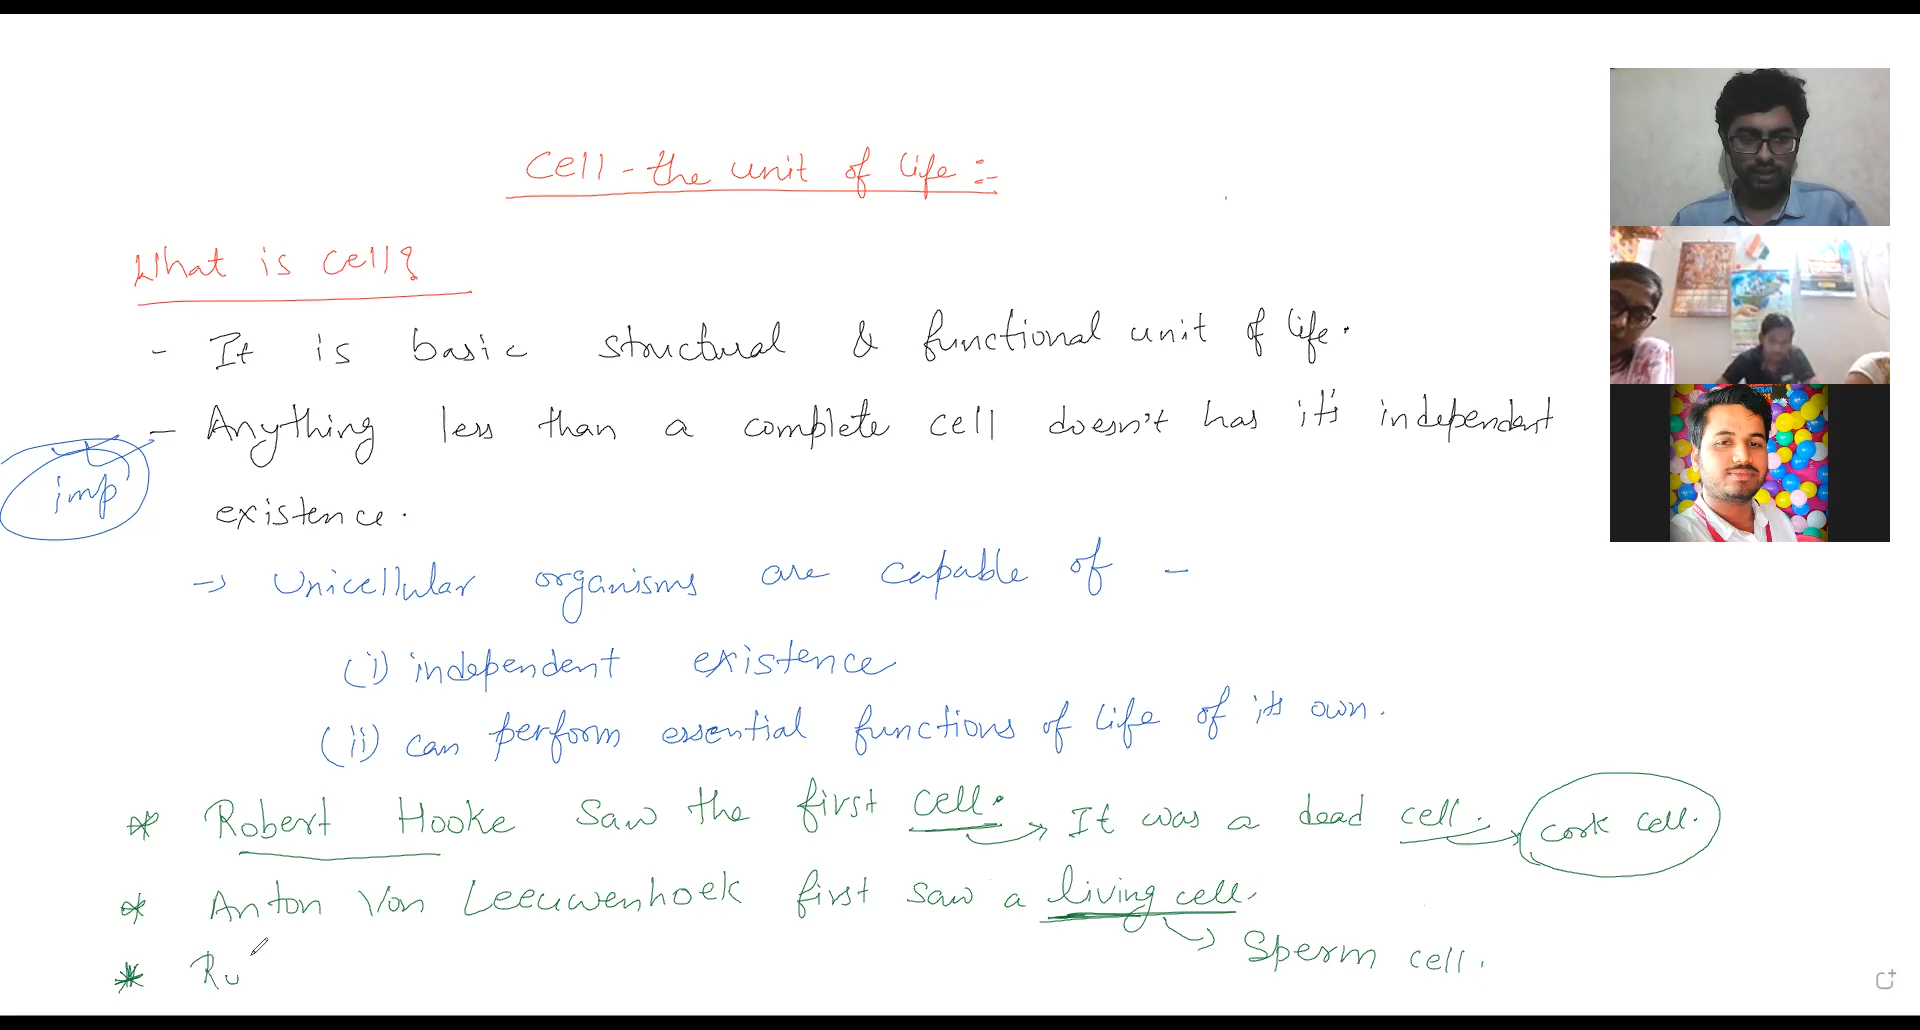 Cell - the unit of life :-
What is cell?
- It is basic structural & functional unit of life.
- Anything less than a complete cell doesn't has it's independent
imp
existence.
→ Unicellular organisms are capable of -
(i) independent existence
(ii) can perform essential functions of life of its own.
* Robert Hooke saw the first cell. → It was a dead cell. → cork cell.
* Anton Von Leeuwenhoek first saw a living cell.
→ Sperm cell.
* Ru